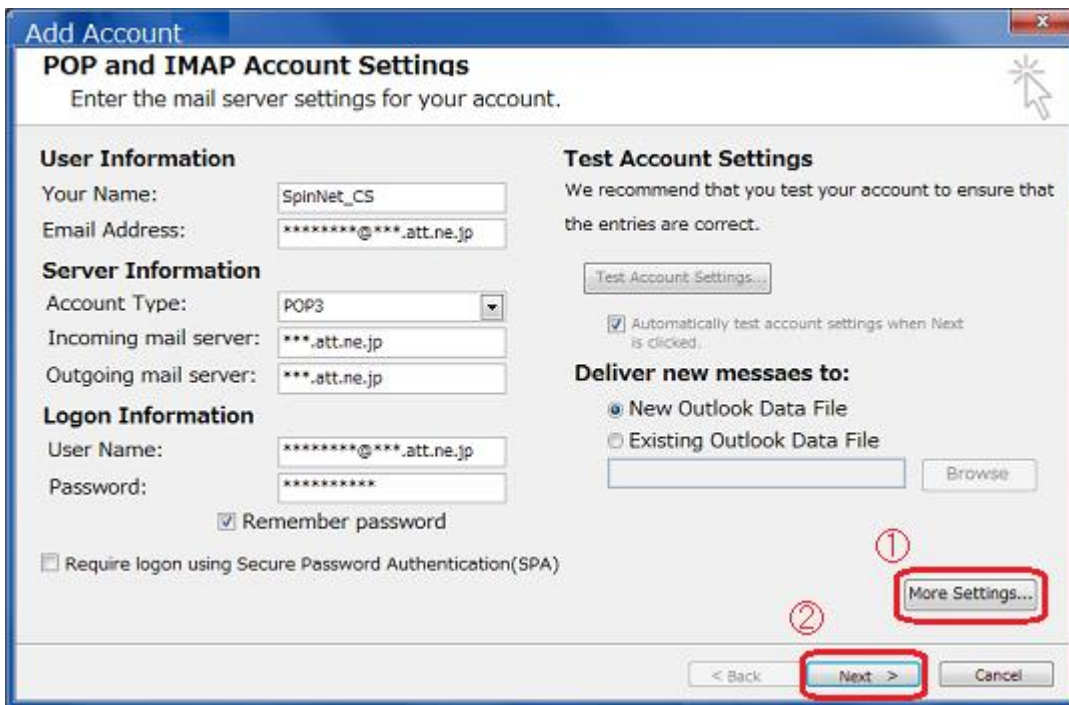 Add Account
POP and IMAP Account Settings
Enter the mail server settings for your account.
User Information
Your Name: SpinNet_CS
Email Address: ********@***.att.ne.jp
Server Information
Account Type: POP3
Incoming mail server: ***.att.ne.jp
Outgoing mail server: ***.att.ne.jp
Logon Information
User Name: ********@***.att.ne.jp
Password: **********
Remember password
Require logon using Secure Password Authentication(SPA)
Test Account Settings
We recommend that you test your account to ensure that
the entries are correct.
Test Account Settings...
Automatically test account settings when Next
is clicked.
Deliver new messaes to:
New Outlook Data File
Existing Outlook Data File
Browse
①
More Settings...
②
< Back
Next >
Cancel